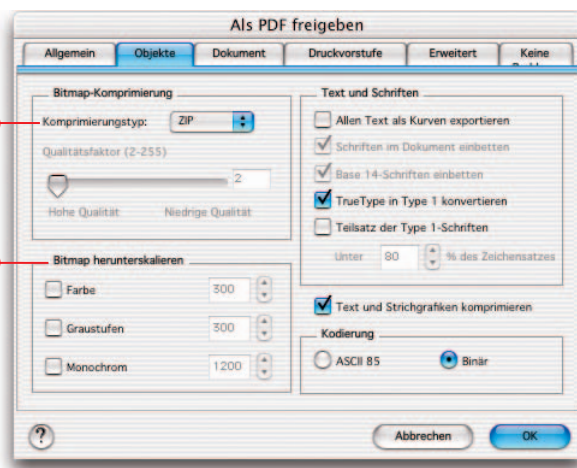 Als PDF freigeben
Allgemein
Objekte
Dokument
Druckvorstufe
Erweitert
Keine
Bitmap-Komprimierung
Komprimierungstyp: ZIP
Qualitätsfaktor (2-255)
2
Hohe Qualität Niedrige Qualität
Bitmap herunterskalieren
Farbe 300
Graustufen 300
Monochrom 1200
Text und Schriften
Allen Text als Kurven exportieren
Schriften im Dokument einbetten
Base 14-Schriften einbetten
TrueType in Type 1 konvertieren
Teilsatz der Type 1-Schriften
Unter 80 % des Zeichensatzes
Text und Strichgrafiken komprimieren
Kodierung
ASCII 85 Binär
?
Abbrechen
OK